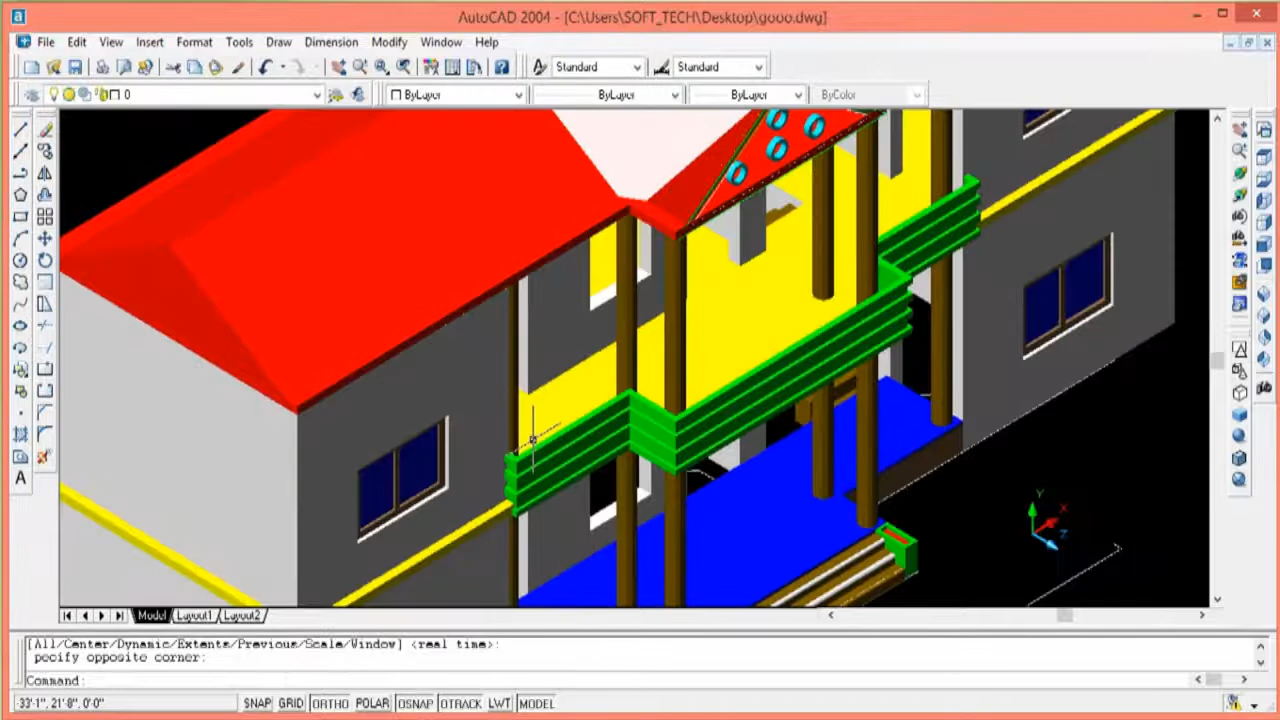 AutoCAD 2004 - [C:\Users\SOFT_TECH\Desktop\gooo.dwg]
File Edit View Insert Format Tools Draw Dimension Modify Window Help
Standard Standard
0 ByLayer ByLayer ByLayer ByColor
Y
X
Z
Model Layout1 Layout2
[All/Center/Dynamic/Extents/Previous/Scale/Window] <real time>:
pecify opposite corner:
Command:
-33'-1", 21'-8", 0'-0" SNAP GRID ORTHO POLAR OSNAP OTRACK LWT MODEL